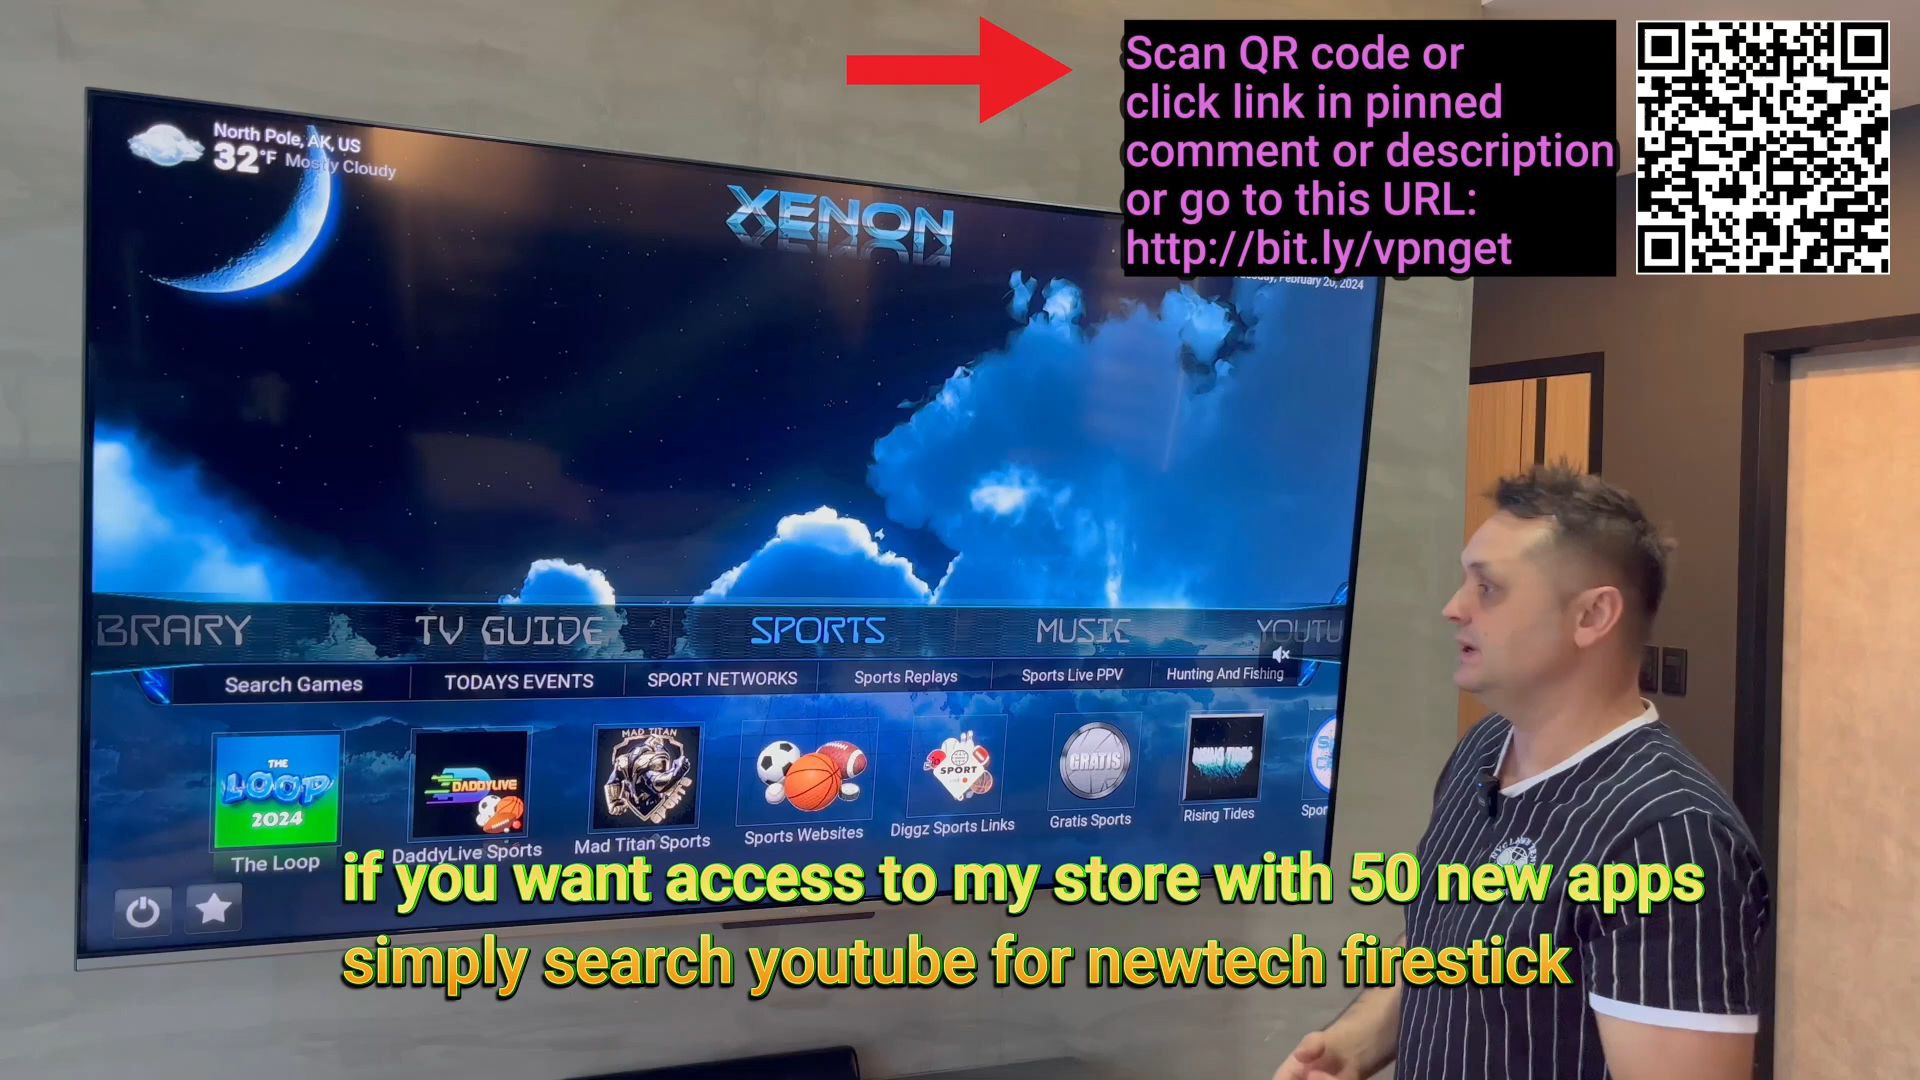 Scan QR code or
click link in pinned
comment or description
or go to this URL:
http://bit.ly/vpnget
North Pole, AK, US
32°F Mostly Cloudy
XENON
February 20, 2024
BRARY
TV GUIDE
SPORTS
MUSIC
YOUTU
Search Games
TODAYS EVENTS
SPORT NETWORKS
Sports Replays
Sports Live PPV
Hunting And Fishing
THE
LOOP
2024
DADDYLIVE
MAD TITAN
SPORT
GRATIS
RISING TIDES
The Loop
DaddyLive Sports
Mad Titan Sports
Sports Websites
Diggz Sports Links
Gratis Sports
Rising Tides
Spor
if you want access to my store with 50 new apps
simply search youtube for newtech firestick